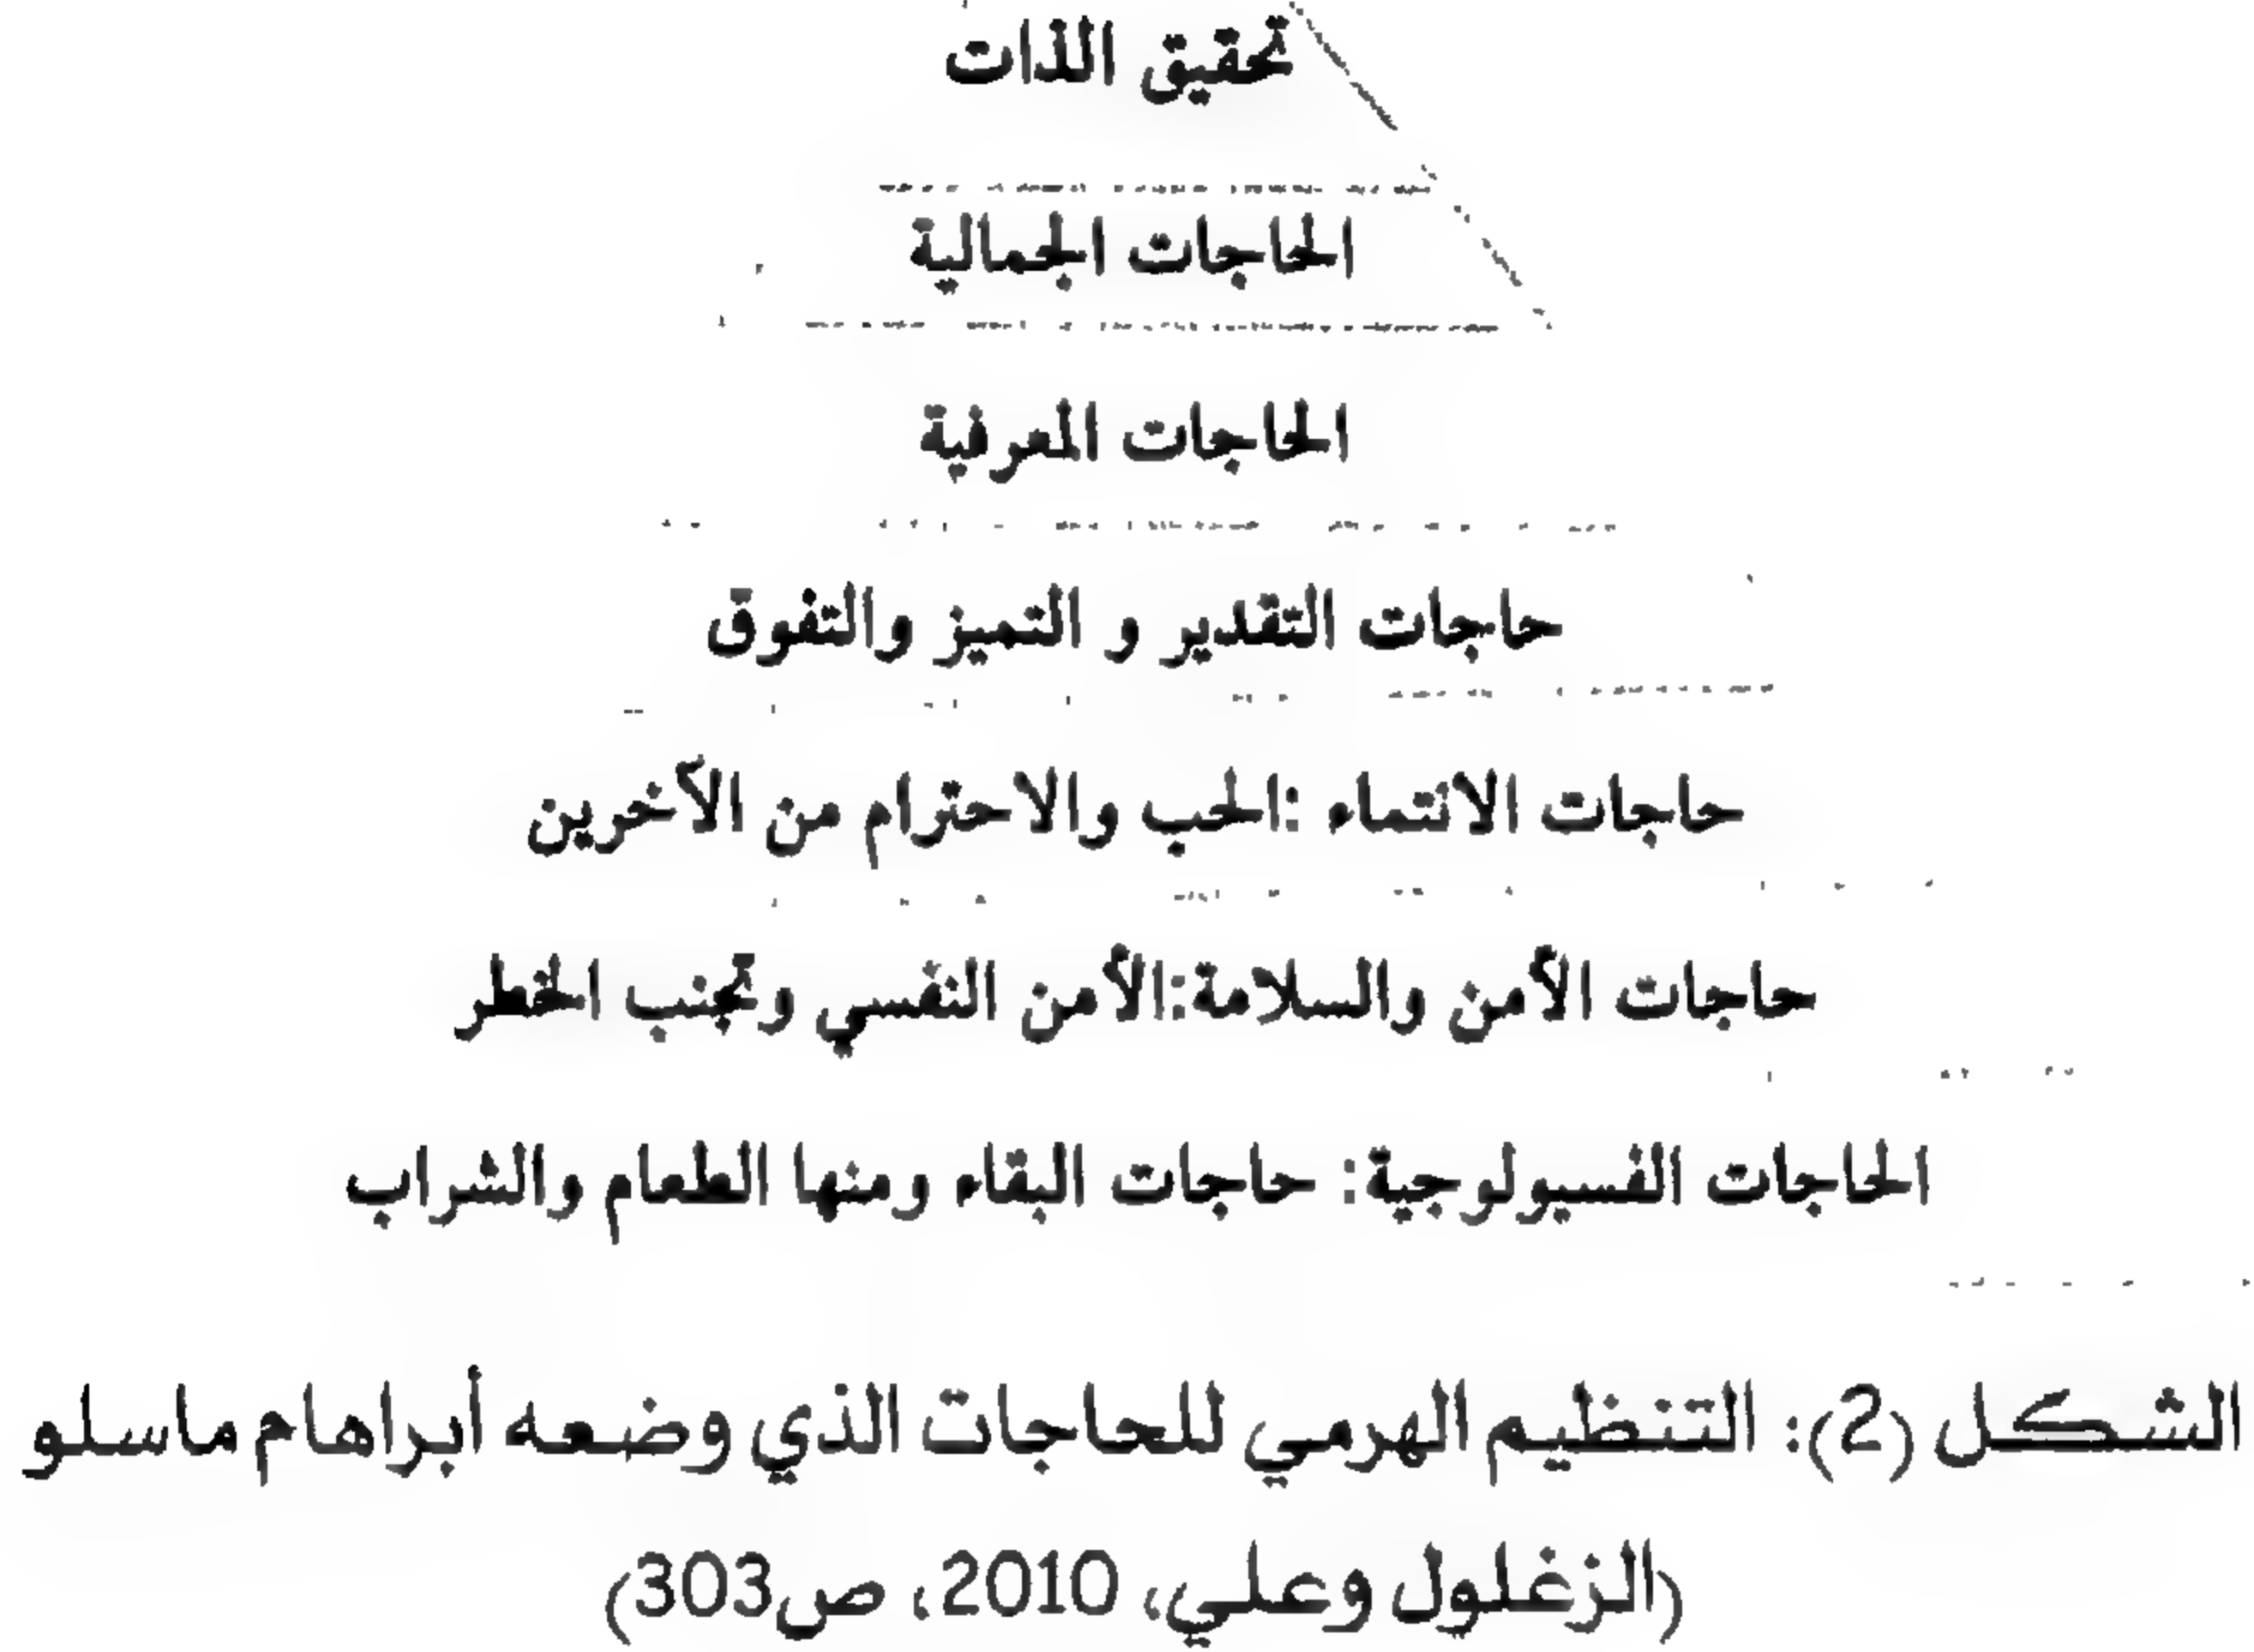 تحقيق الذات
الحاجات الجمالية
الحاجات المعرفية
حاجات التقدير و التميز والتفوق
حاجات الانتماء :الحب والاحترام من الآخرين
حاجات الأمن والسلامة:الأمن النفسي وتجنب الخطر
الحاجات الفسيولوجية: حاجات البقاء ومنها الطعام والشراب
الشكل (2): التنظيم الهرمي للحاجات الذي وضعه أبراهام ماسلو
(الزغلول وعلي، 2010، ص303)